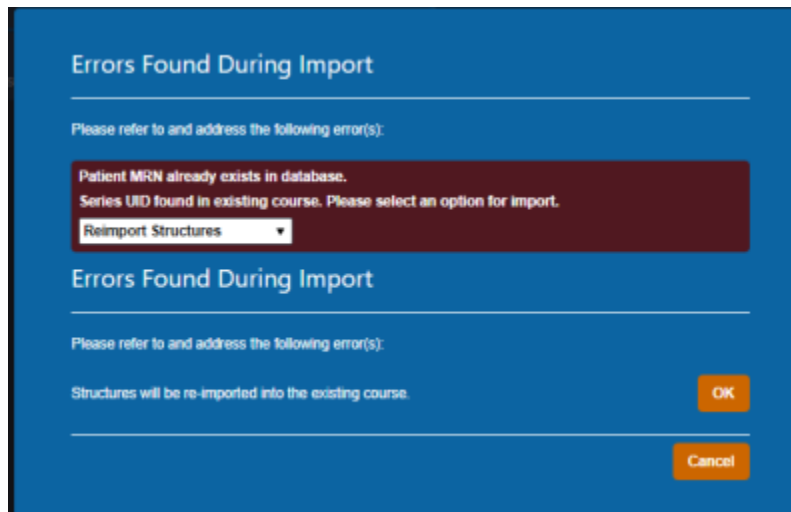 Errors Found During Import
Please refer to and address the following error(s):
Patient MRN already exists in database.
Series UID found in existing course. Please select an option for import.
Reimport Structures
Errors Found During Import
Please refer to and address the following error(s):
Structures will be re-imported into the existing course.
OK
Cancel